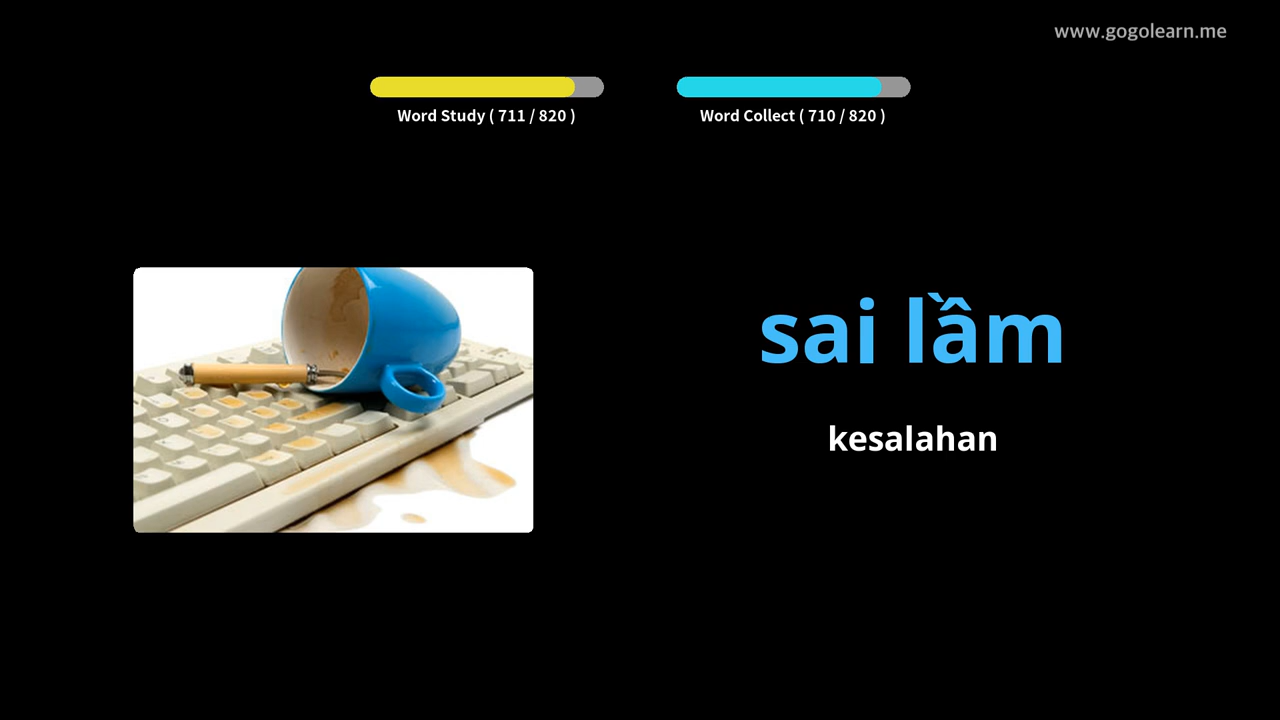 www.gogolearn.me
Word Study ( 711 / 820 )
Word Collect ( 710 / 820 )
sai lầm
kesalahan